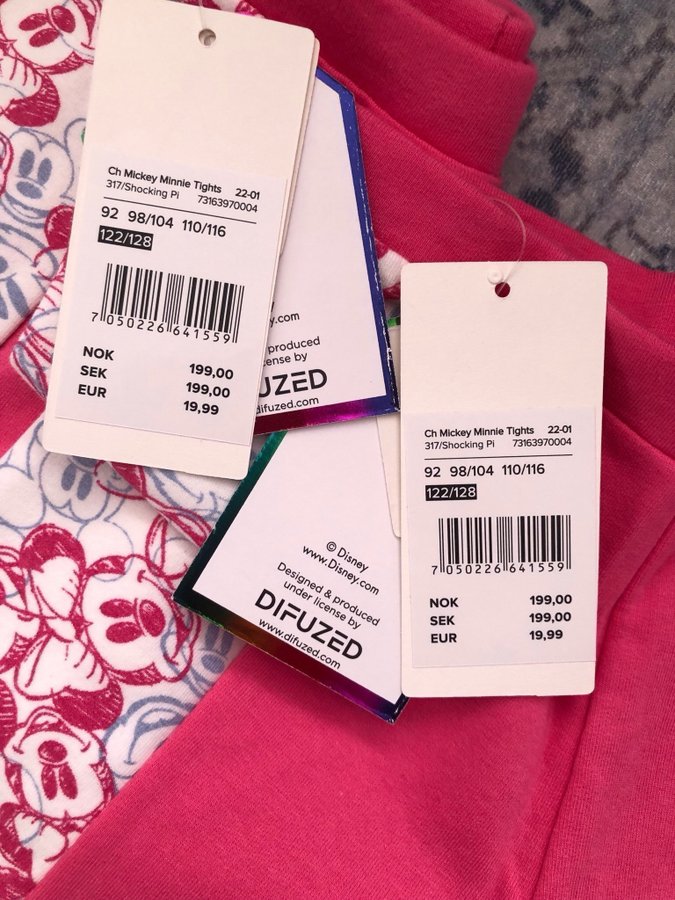 Ch Mickey Minnie Tights 22-01
317/Shocking Pi 73163970004
92 98/104 110/116
122/128
7 050226 641559
NOK 199,00
SEK 199,00
EUR 19,99
y.com
produced
ense by
UZED
difuzed.com
© Disney
www.Disney.com
Designed & produced
under license by
DIFUZED
www.difuzed.com
Ch Mickey Minnie Tights 22-01
317/Shocking Pi 73163970004
92 98/104 110/116
122/128
7 050226 641559
NOK 199,00
SEK 199,00
EUR 19,99